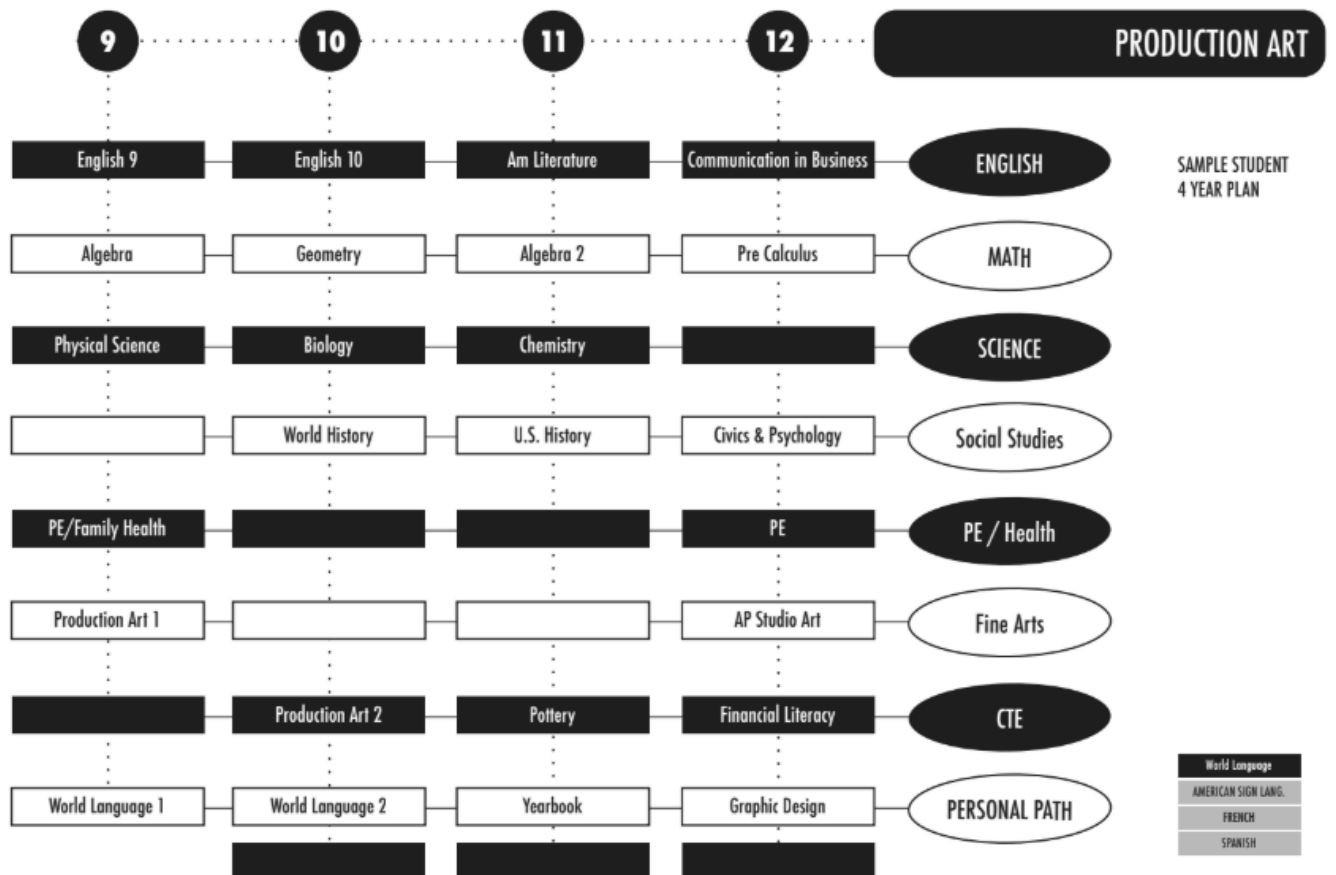 9
10
11
12
PRODUCTION ART
English 9
English 10
Am Literature
Communication in Business
ENGLISH
SAMPLE STUDENT
4 YEAR PLAN
Algebra
Geometry
Algebra 2
Pre Calculus
MATH
Physical Science
Biology
Chemistry
SCIENCE
World History
U.S. History
Civics & Psychology
Social Studies
PE/Family Health
PE
PE / Health
Production Art 1
AP Studio Art
Fine Arts
Production Art 2
Pottery
Financial Literacy
CTE
World Language 1
World Language 2
Yearbook
Graphic Design
PERSONAL PATH
World Language
AMERICAN SIGN LANG.
FRENCH
SPANISH